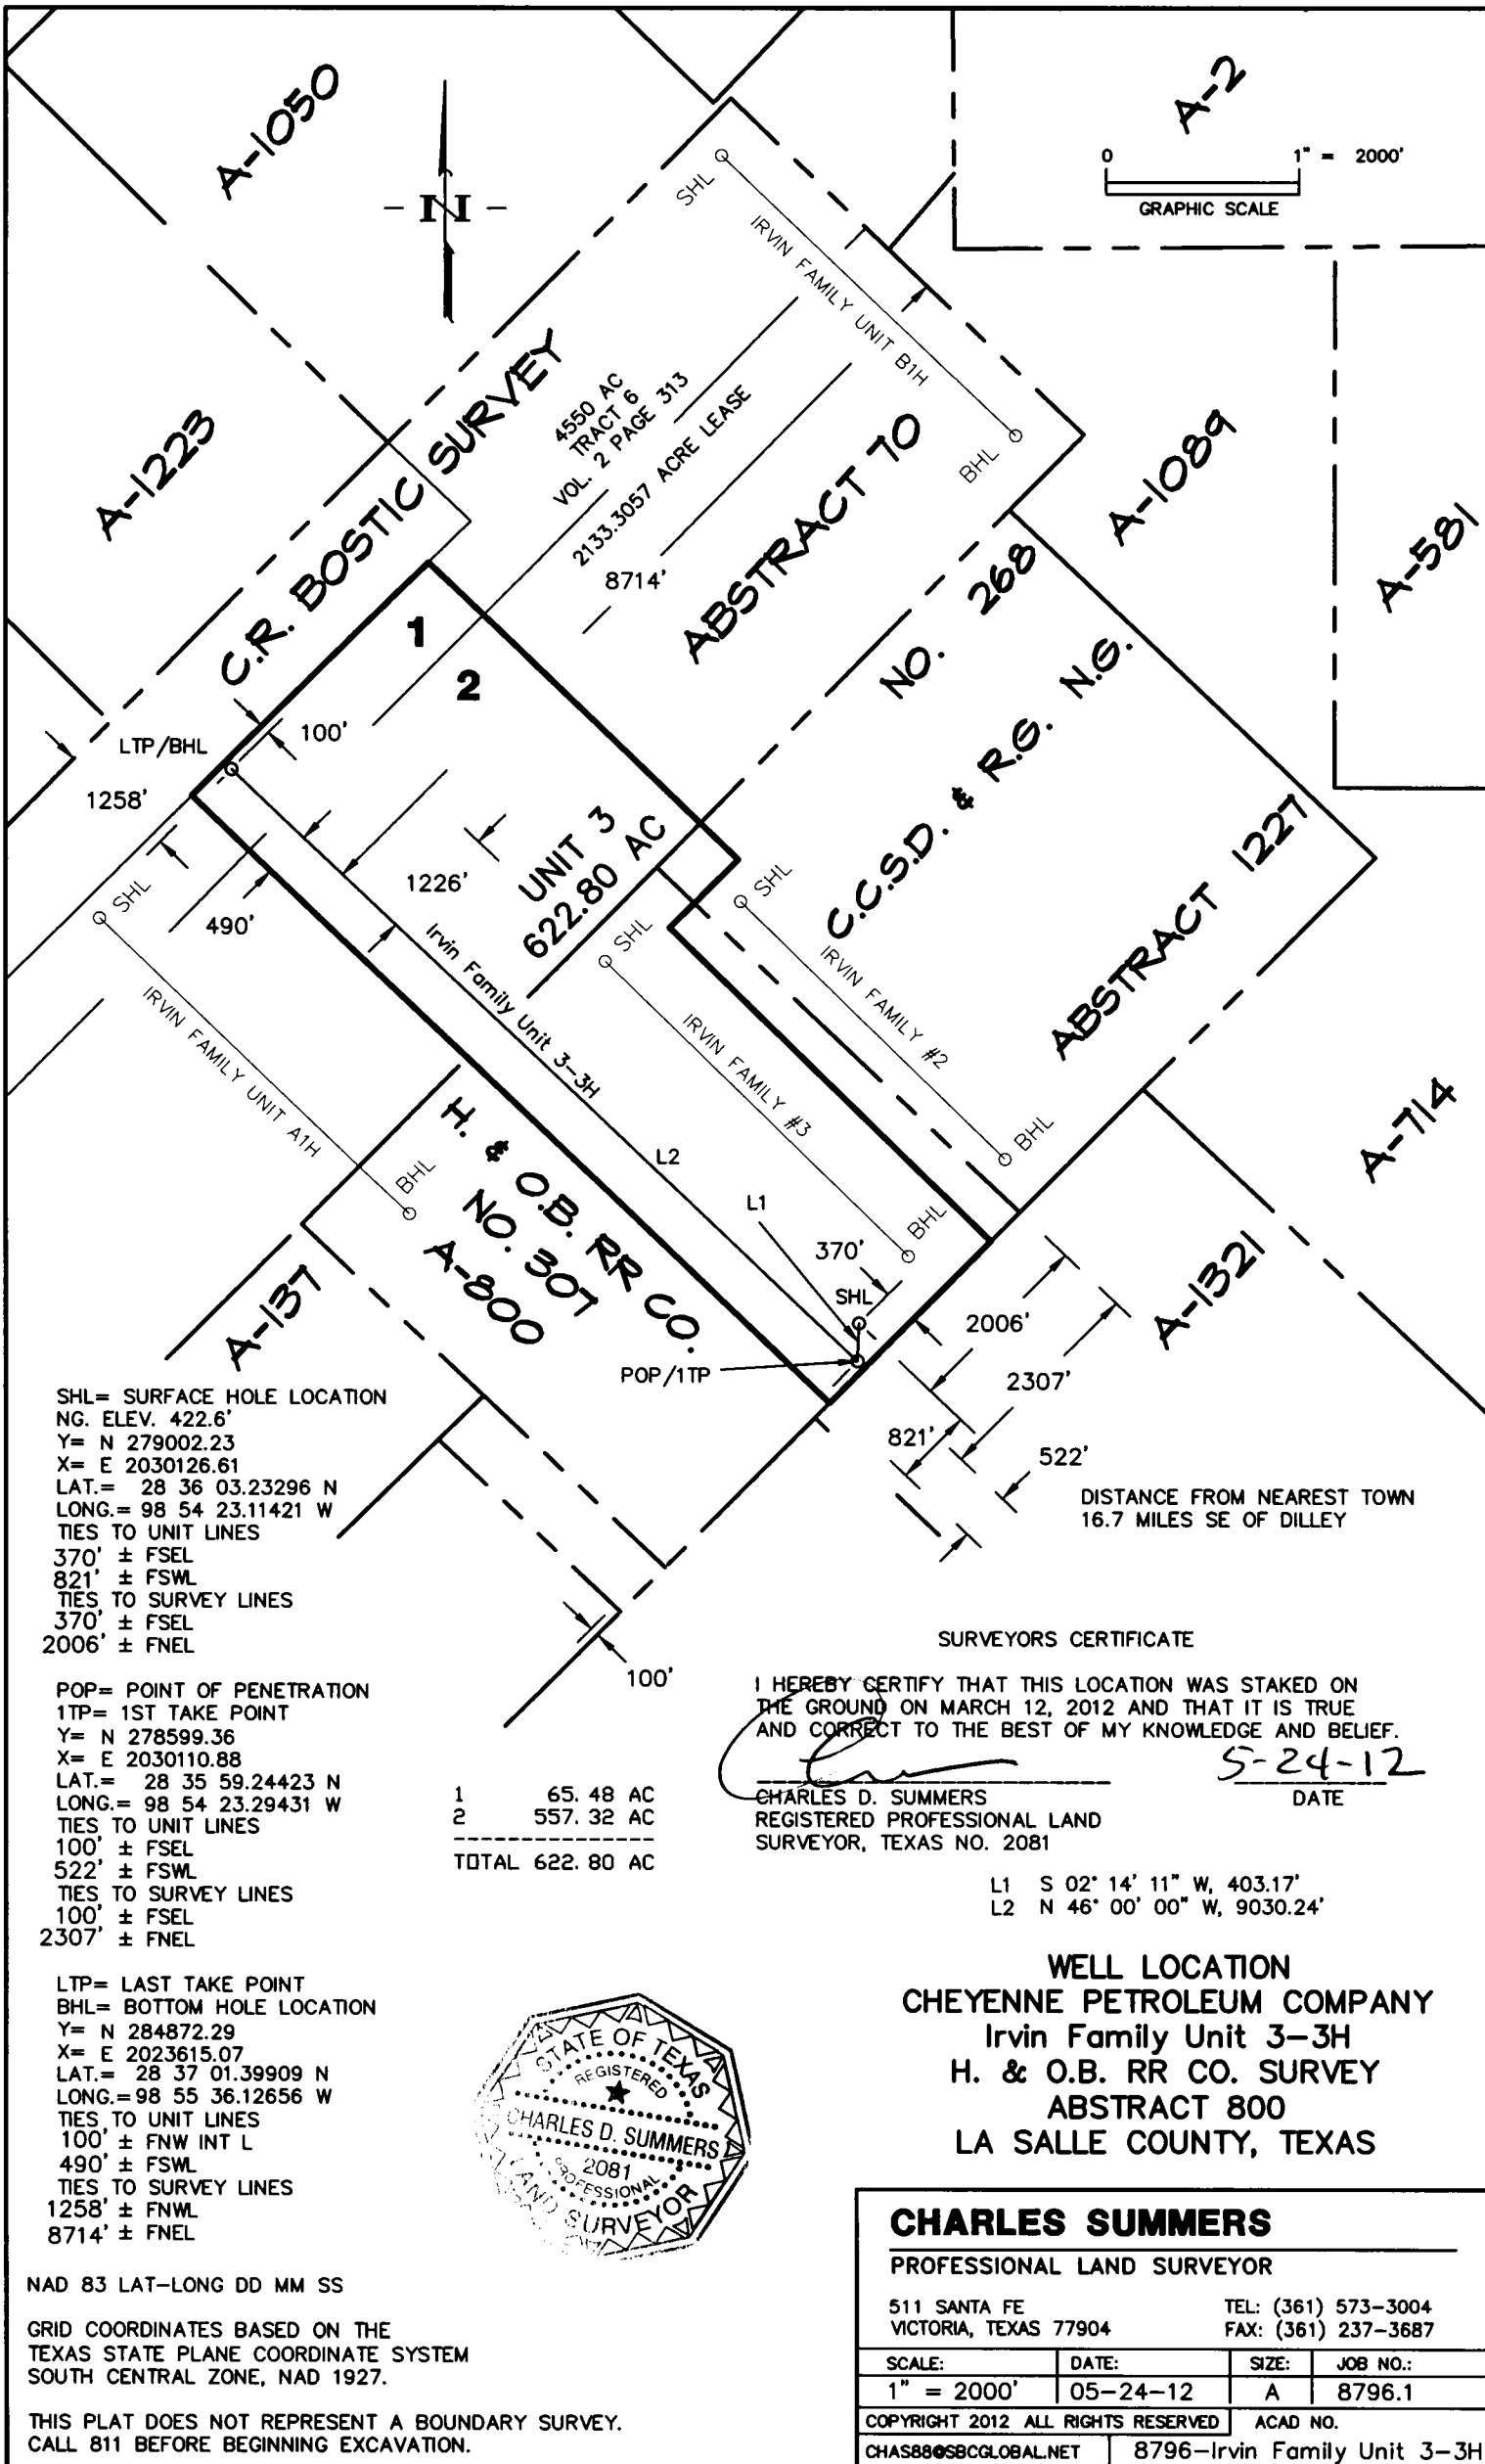 A-1050
A-2
N
0 1" = 2000'
GRAPHIC SCALE
SHL
IRVIN FAMILY UNIT B1H
BHL
A-1223
C.R. BOSTIC SURVEY
4550 AC
TRACT 6
VOL. 2 PAGE 313
2133.3057 ACRE LEASE
8714'
ABSTRACT 70
A-1089
A-581
NO. 268
C.C.S.D. & R.G. N.G.
ABSTRACT 1227
1
2
100'
LTP/BHL
1258'
490'
1226'
UNIT 3
622.80 AC
SHL
IRVIN FAMILY UNIT A1H
BHL
Irvin Family Unit 3-3H
SHL
IRVIN FAMILY #3
BHL
SHL
IRVIN FAMILY #2
BHL
A-714
H. & O.B. RR CO.
NO. 307
A-800
L2
L1
370'
SHL
A-137
A-1321
POP/1TP
2006'
2307'
821'
522'
DISTANCE FROM NEAREST TOWN
16.7 MILES SE OF DILLEY
100'
SHL= SURFACE HOLE LOCATION
NG. ELEV. 422.6'
Y= N 279002.23
X= E 2030126.61
LAT.= 28 36 03.23296 N
LONG.= 98 54 23.11421 W
TIES TO UNIT LINES
370' ± FSEL
821' ± FSWL
TIES TO SURVEY LINES
370' ± FSEL
2006' ± FNEL
POP= POINT OF PENETRATION
1TP= 1ST TAKE POINT
Y= N 278599.36
X= E 2030110.88
LAT.= 28 35 59.24423 N
LONG.= 98 54 23.29431 W
TIES TO UNIT LINES
100' ± FSEL
522' ± FSWL
TIES TO SURVEY LINES
100' ± FSEL
2307' ± FNEL
LTP= LAST TAKE POINT
BHL= BOTTOM HOLE LOCATION
Y= N 284872.29
X= E 2023615.07
LAT.= 28 37 01.39909 N
LONG.= 98 55 36.12656 W
TIES TO UNIT LINES
100' ± FNW INT L
490' ± FSWL
TIES TO SURVEY LINES
1258' ± FNWL
8714' ± FNEL
NAD 83 LAT-LONG DD MM SS
GRID COORDINATES BASED ON THE
TEXAS STATE PLANE COORDINATE SYSTEM
SOUTH CENTRAL ZONE, NAD 1927.
THIS PLAT DOES NOT REPRESENT A BOUNDARY SURVEY.
CALL 811 BEFORE BEGINNING EXCAVATION.
1 65.48 AC
2 557.32 AC
TOTAL 622.80 AC
STATE OF TEXAS
REGISTERED
CHARLES D. SUMMERS
2081
PROFESSIONAL
LAND SURVEYOR
SURVEYORS CERTIFICATE
I HEREBY CERTIFY THAT THIS LOCATION WAS STAKED ON
THE GROUND ON MARCH 12, 2012 AND THAT IT IS TRUE
AND CORRECT TO THE BEST OF MY KNOWLEDGE AND BELIEF.
5-24-12
CHARLES D. SUMMERS DATE
REGISTERED PROFESSIONAL LAND
SURVEYOR, TEXAS NO. 2081
L1 S 02° 14' 11" W, 403.17'
L2 N 46° 00' 00" W, 9030.24'
WELL LOCATION
CHEYENNE PETROLEUM COMPANY
Irvin Family Unit 3-3H
H. & O.B. RR CO. SURVEY
ABSTRACT 800
LA SALLE COUNTY, TEXAS
CHARLES SUMMERS
PROFESSIONAL LAND SURVEYOR
511 SANTA FE TEL: (361) 573-3004
VICTORIA, TEXAS 77904 FAX: (361) 237-3687
SCALE: DATE: SIZE: JOB NO.:
1" = 2000' 05-24-12 A 8796.1
COPYRIGHT 2012 ALL RIGHTS RESERVED ACAD NO.
CHAS88@SBCGLOBAL.NET 8796-Irvin Family Unit 3-3H